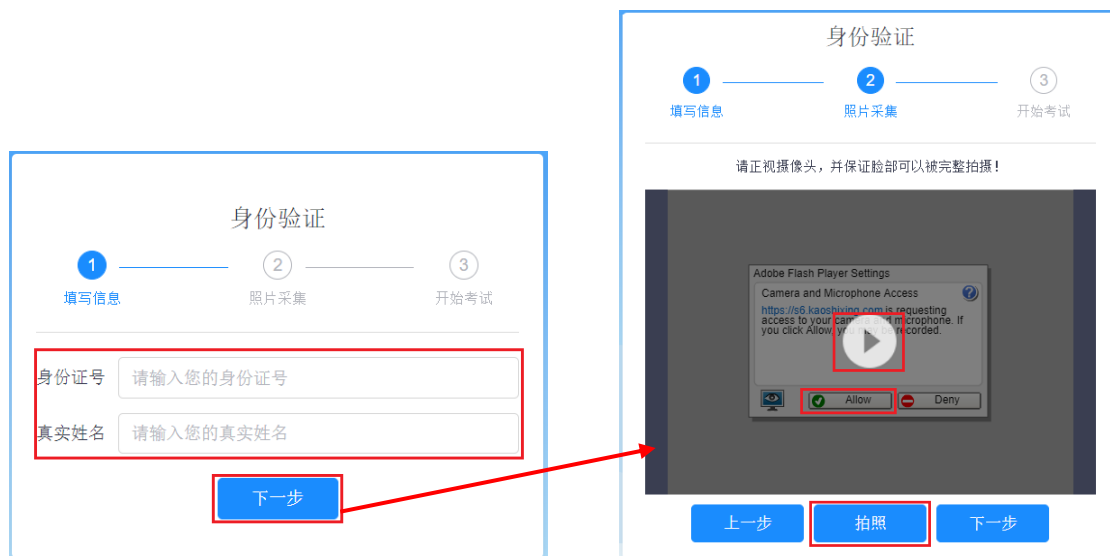 身份验证
1
2
3
填写信息
照片采集
开始考试
身份证号
请输入您的身份证号
真实姓名
请输入您的真实姓名
下一步
身份验证
1
2
3
填写信息
照片采集
开始考试
请正视摄像头，并保证脸部可以被完整拍摄！
Adobe Flash Player Settings
Camera and Microphone Access
https://s6.kaoshixing.com is requesting
access to your camera and microphone. If
you click Allow, you may be recorded.
Allow
Deny
上一步
拍照
下一步